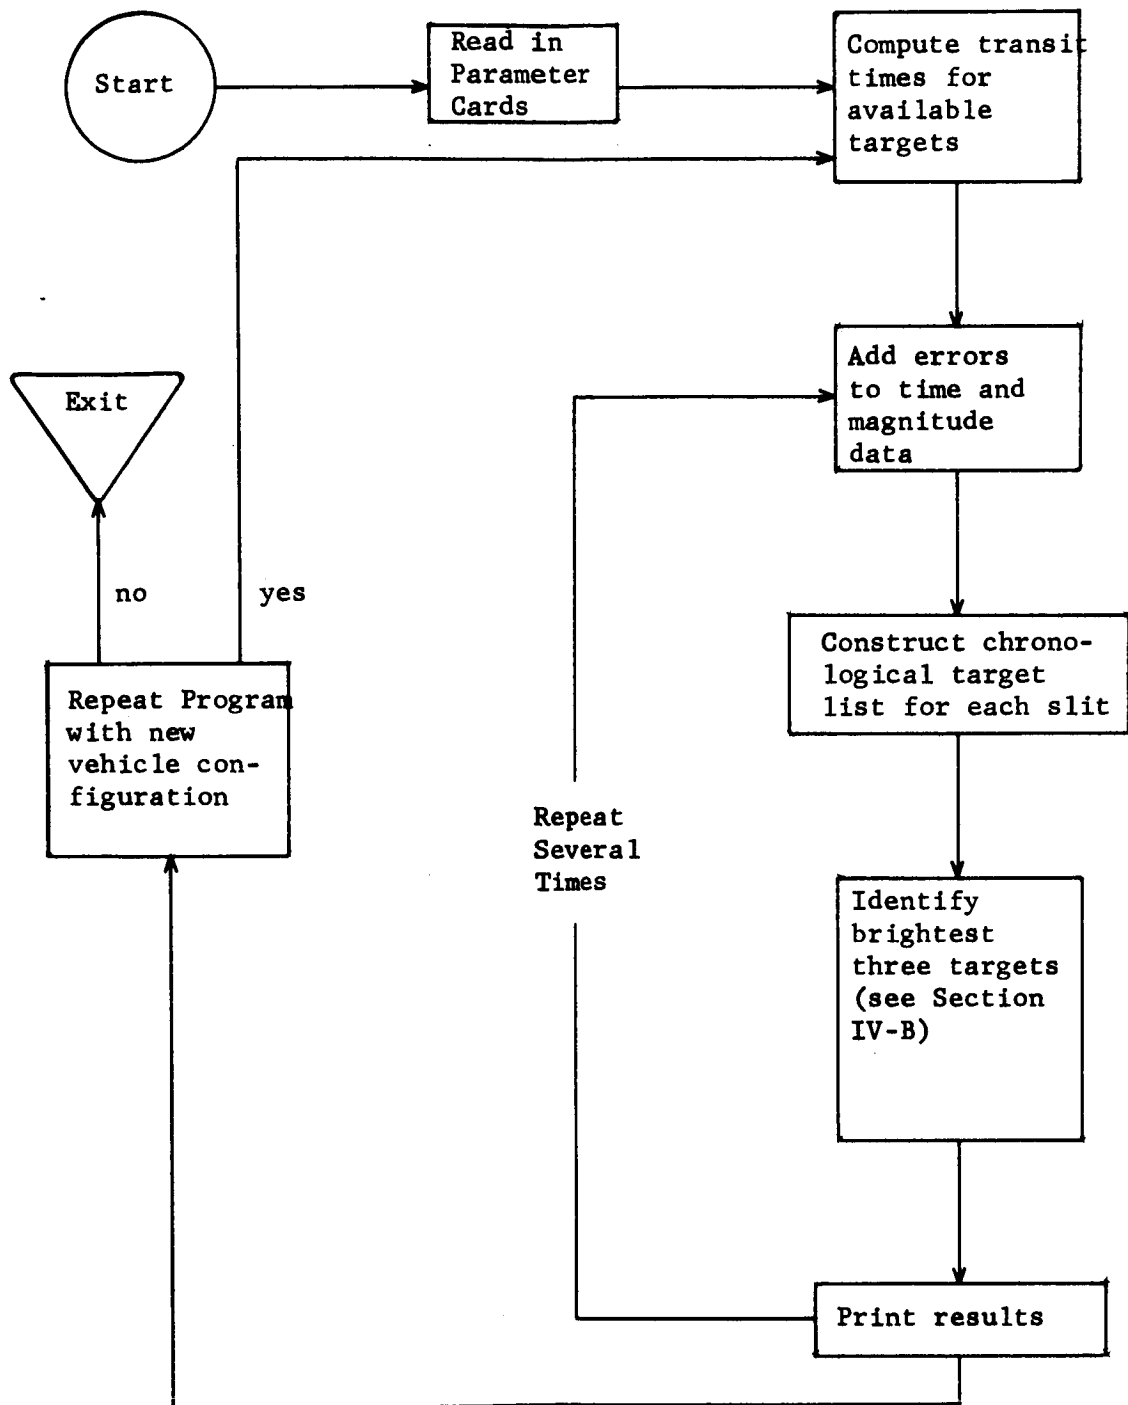 Start
Read in
Parameter
Cards
Compute transit
times for
available
targets
Add errors
to time and
magnitude
data
Exit
no
yes
Construct chrono-
logical target
list for each slit
Repeat Program
with new
vehicle con-
figuration
Repeat
Several
Times
Identify
brightest
three targets
(see Section
IV-B)
Print results